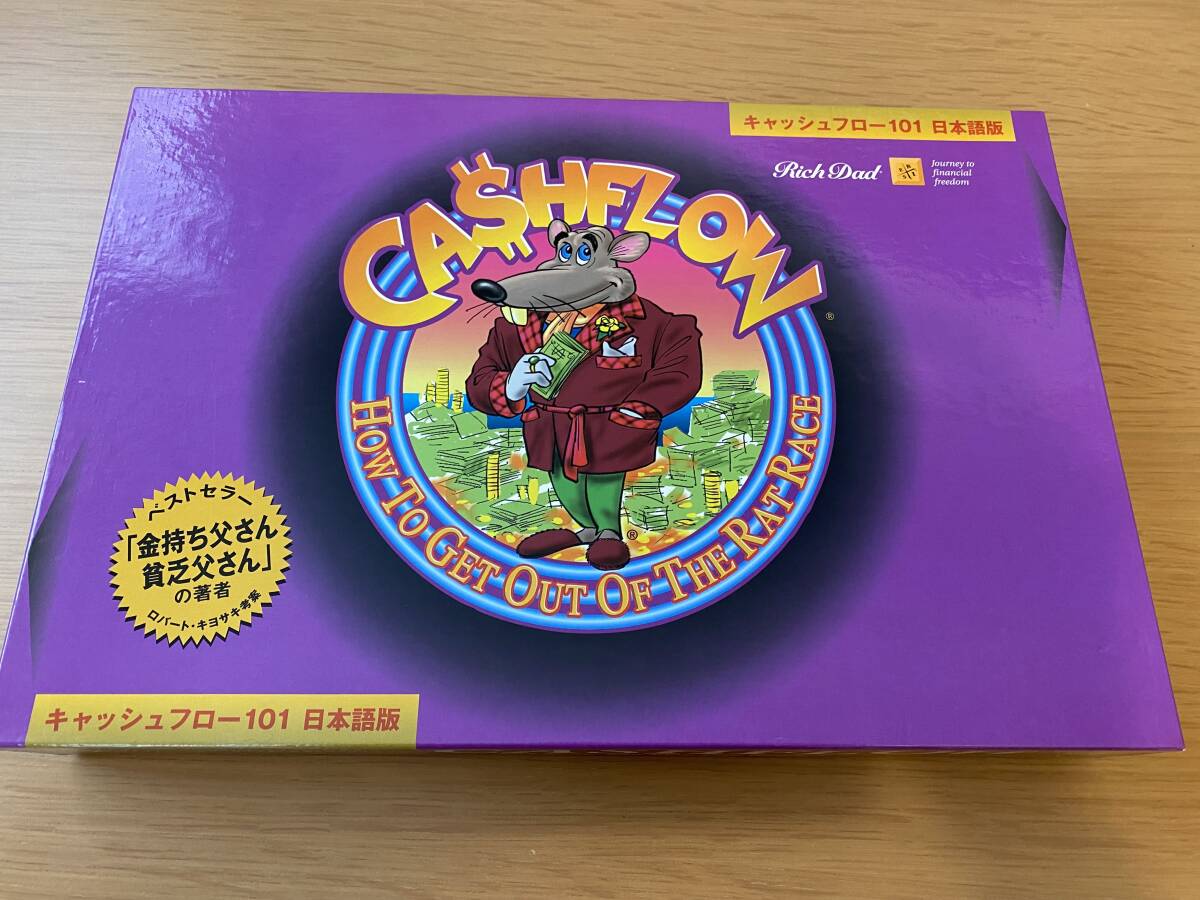 キャッシュフロー101 日本語版
Rich Dad®
E B
S I
Journey to
financial
freedom
CA$HFLOW
®
HOW TO GET OUT OF THE RAT RACE
®
ベストセラー
「金持ち父さん
貧乏父さん」
の著者
ロバート・キヨサキ考案
キャッシュフロー101 日本語版